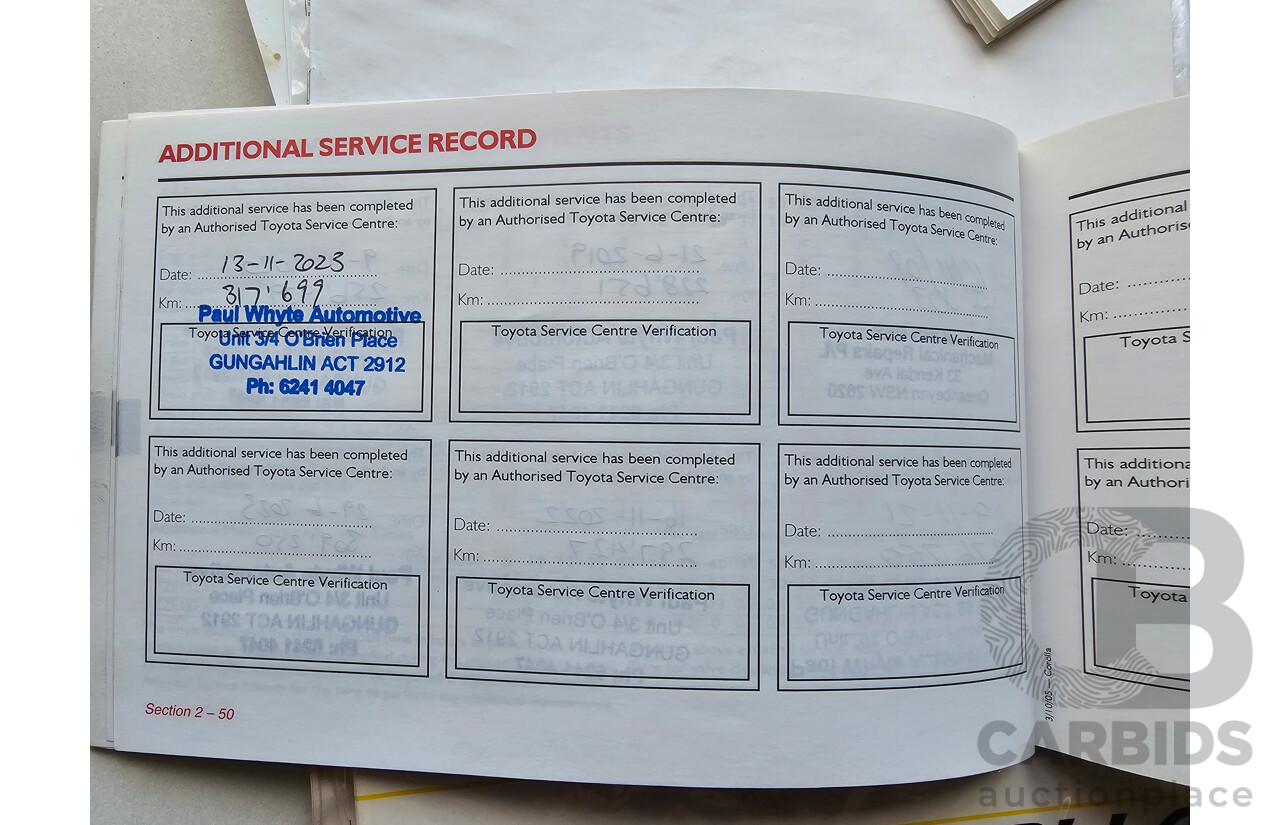 ADDITIONAL SERVICE RECORD
This additional service has been completed
by an Authorised Toyota Service Centre:
Date: 13-11-2023
Km: 317'699
Paul Whyte Automotive
Toyota Service Centre Verification
Unit 3/4 O'Brien Place
GUNGAHLIN ACT 2912
Ph: 6241 4047
This additional service has been completed
by an Authorised Toyota Service Centre:
Date:
Km:
Toyota Service Centre Verification
This additional service has been completed
by an Authorised Toyota Service Centre:
Date:
Km:
Toyota Service Centre Verification
This additional service has been completed
by an Authorised Toyota Service Centre:
Date:
Km:
Toyota Service Centre Verification
This additional service has been completed
by an Authorised Toyota Service Centre:
Date:
Km:
Toyota Service Centre Verification
This additional service has been completed
by an Authorised Toyota Service Centre:
Date:
Km:
Toyota Service Centre Verification
Section 2 – 50
3/10/05 — Corolla
This additional
by an Authoris
Date:
Km:
Toyota S
This additiona
by an Authori
Date:
Km:
Toyota
CB
CARBIDS
auctionplace